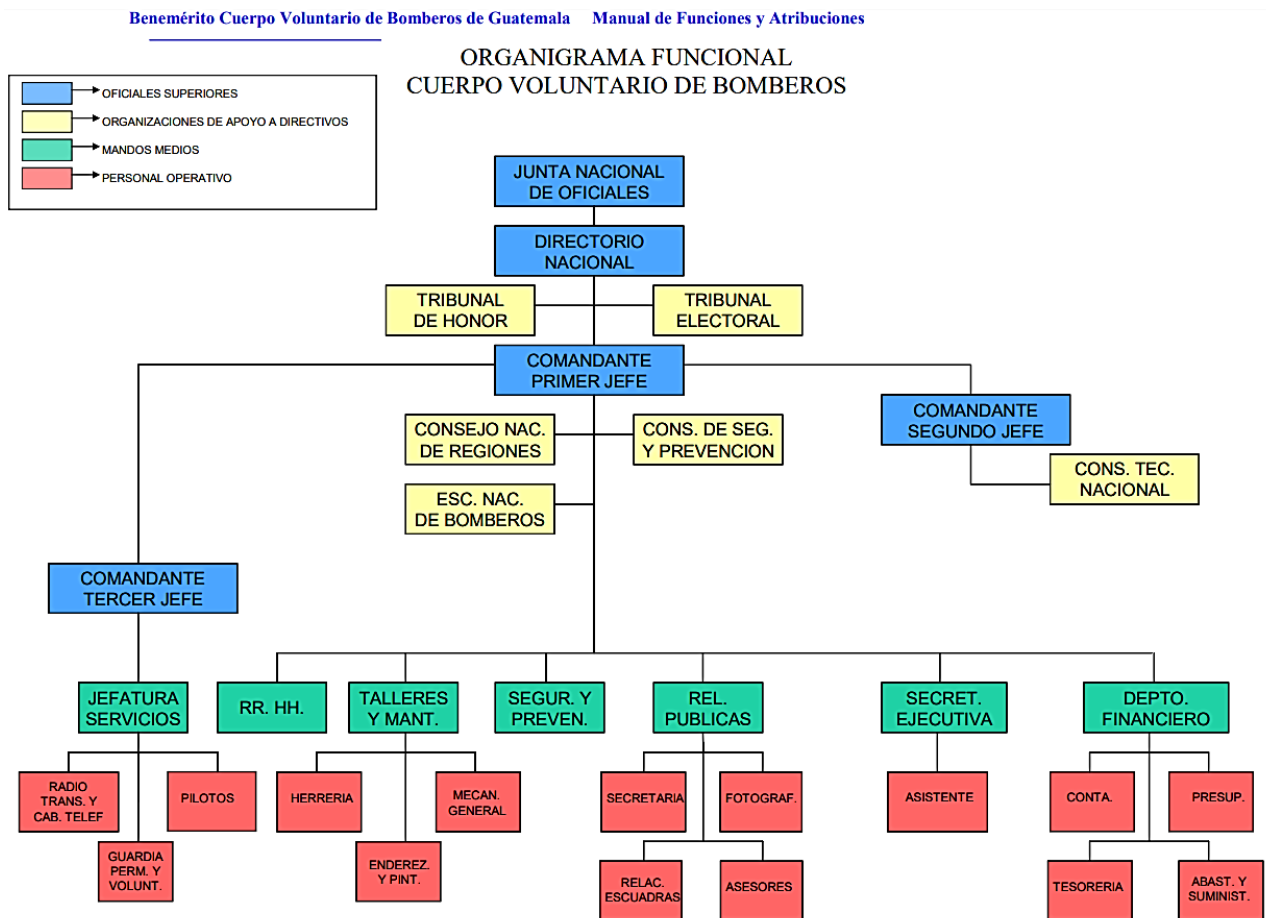 Benemérito Cuerpo Voluntario de Bomberos de Guatemala Manual de Funciones y Atribuciones
ORGANIGRAMA FUNCIONAL
CUERPO VOLUNTARIO DE BOMBEROS
OFICIALES SUPERIORES
ORGANIZACIONES DE APOYO A DIRECTIVOS
MANDOS MEDIOS
PERSONAL OPERATIVO
JUNTA NACIONAL
DE OFICIALES
DIRECTORIO
NACIONAL
TRIBUNAL
DE HONOR
TRIBUNAL
ELECTORAL
COMANDANTE
PRIMER JEFE
COMANDANTE
SEGUNDO JEFE
CONSEJO NAC.
DE REGIONES
CONS. DE SEG.
Y PREVENCION
CONS. TEC.
NACIONAL
ESC. NAC.
DE BOMBEROS
COMANDANTE
TERCER JEFE
JEFATURA
SERVICIOS
RR. HH.
TALLERES
Y MANT.
SEGUR. Y
PREVEN.
REL.
PUBLICAS
SECRET.
EJECUTIVA
DEPTO.
FINANCIERO
RADIO
TRANS. Y
CAB. TELEF
PILOTOS
HERRERIA
MECAN.
GENERAL
SECRETARIA
FOTOGRAF.
ASISTENTE
CONTA.
PRESUP.
GUARDIA
PERM. Y
VOLUNT.
ENDEREZ.
Y PINT.
RELAC.
ESCUADRAS
ASESORES
TESORERIA
ABAST. Y
SUMINIST.